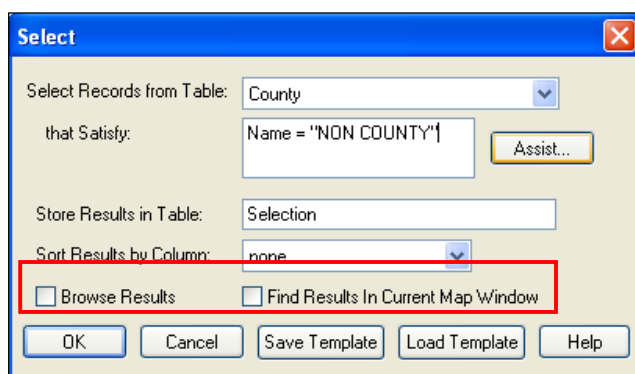 Select
Select Records from Table: County
that Satisfy: Name = "NON COUNTY"
Assist...
Store Results in Table: Selection
Sort Results by Column: none
Browse Results Find Results In Current Map Window
OK Cancel Save Template Load Template Help